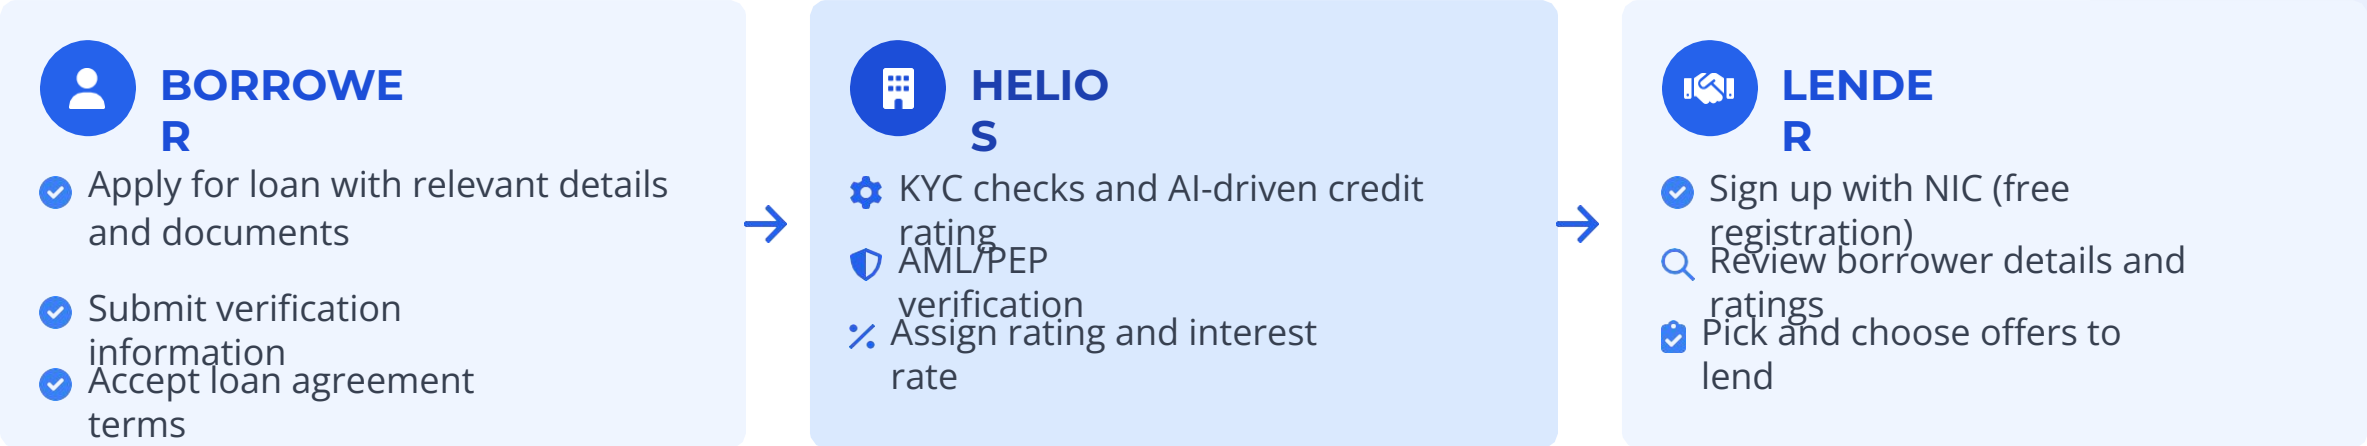 BORROWE
R
Apply for loan with relevant details
and documents
Submit verification
information
Accept loan agreement
terms
HELIO
S
KYC checks and AI-driven credit
rating
AML/PEP
verification
Assign rating and interest
rate
LENDE
R
Sign up with NIC (free
registration)
Review borrower details and
ratings
Pick and choose offers to
lend